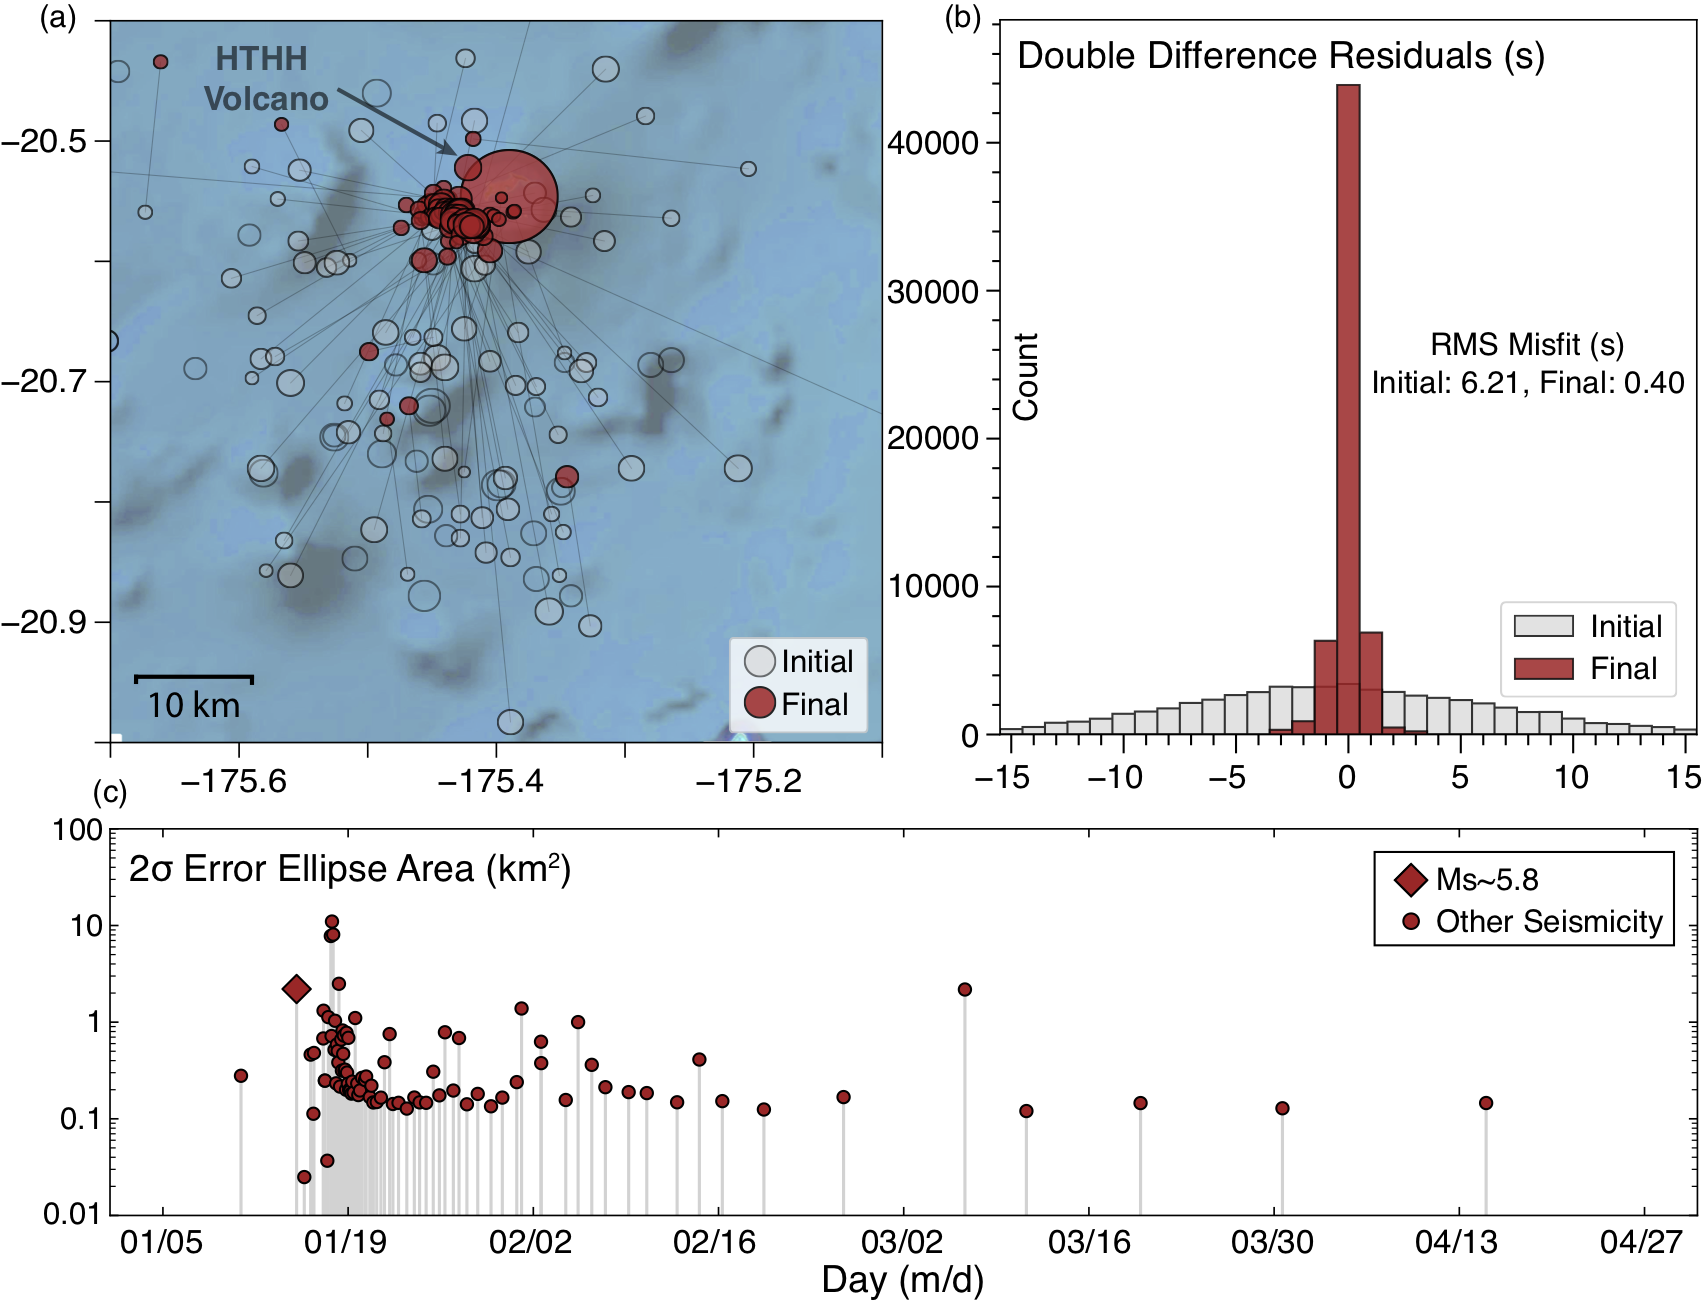 (a)
HTHH
Volcano
−20.5
−20.7
−20.9
10 km
Initial
Final
−175.6
−175.4
−175.2
(b)
Double Difference Residuals (s)
40000
30000
20000
10000
0
Count
RMS Misfit (s)
Initial: 6.21, Final: 0.40
Initial
Final
−15
−10
−5
0
5
10
15
(c)
2σ Error Ellipse Area (km²)
100
10
1
0.1
0.01
Ms~5.8
Other Seismicity
01/05
01/19
02/02
02/16
03/02
03/16
03/30
04/13
04/27
Day (m/d)